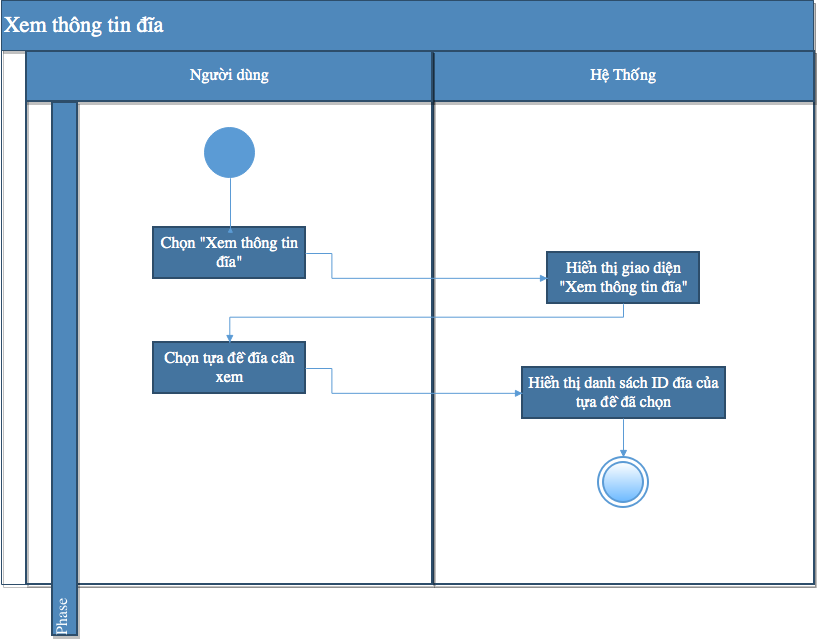 Xem thông tin đĩa
Người dùng
Hệ Thống
Chọn "Xem thông tin
đĩa"
Hiển thị giao diện
"Xem thông tin đĩa"
Chọn tựa đề đĩa cần
xem
Hiển thị danh sách ID đĩa của
tựa đề đã chọn
Phase